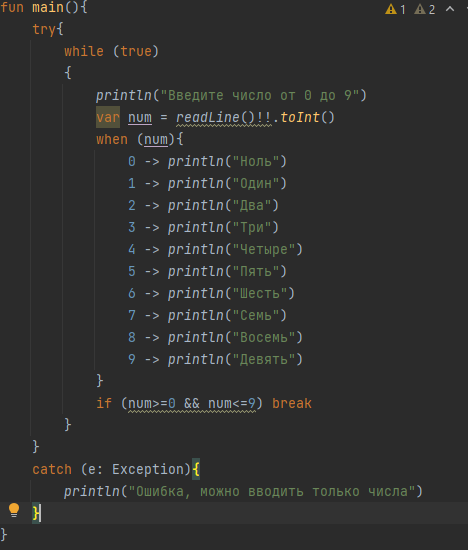 fun main(){
1 2
try{
while (true)
{
println("Введите число от 0 до 9")
var num = readLine()!!.toInt()
when (num){
0 -> println("Ноль")
1 -> println("Один")
2 -> println("Два")
3 -> println("Три")
4 -> println("Четыре")
5 -> println("Пять")
6 -> println("Шесть")
7 -> println("Семь")
8 -> println("Восемь")
9 -> println("Девять")
}
if (num>=0 && num<=9) break
}
}
catch (e: Exception){
println("Ошибка, можно вводить только числа")
}
}